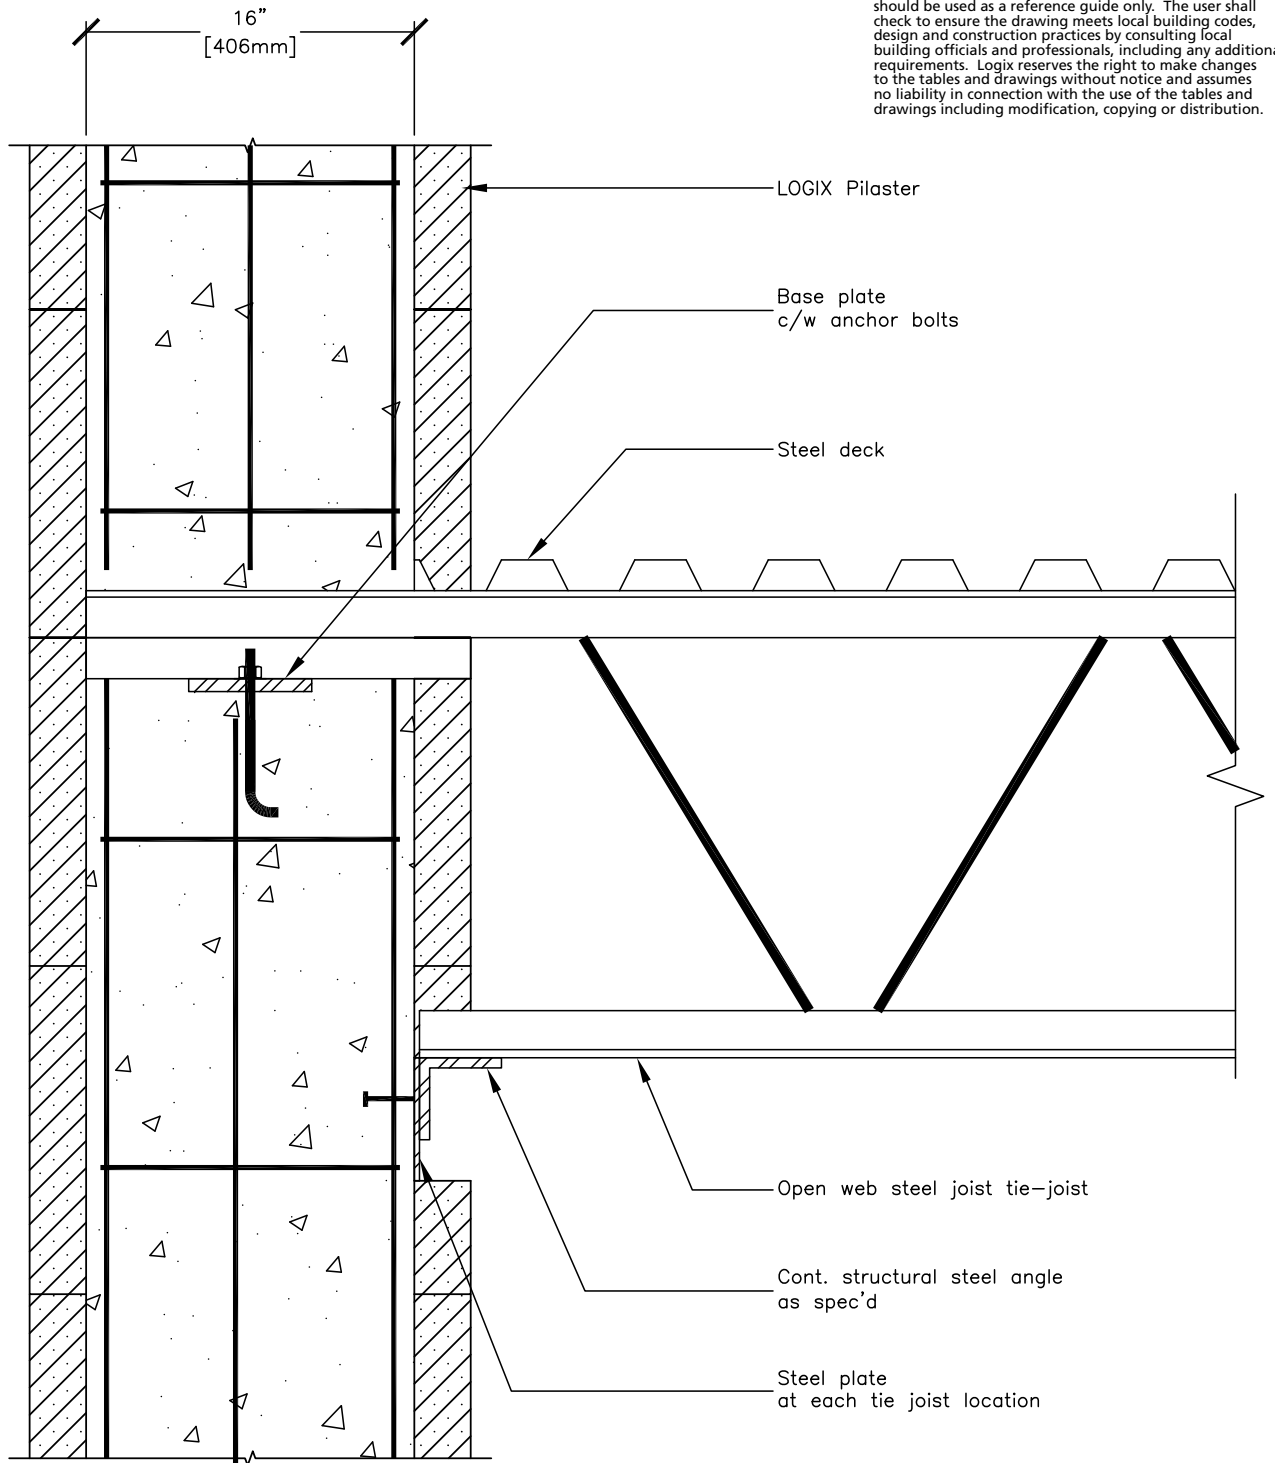 16"
[406mm]
should be used as a reference guide only. The user shall
check to ensure the drawing meets local building codes,
design and construction practices by consulting local
building officials and professionals, including any additiona
requirements. Logix reserves the right to make changes
to the tables and drawings without notice and assumes
no liability in connection with the use of the tables and
drawings including modification, copying or distribution.
LOGIX Pilaster
Base plate
c/w anchor bolts
Steel deck
Open web steel joist tie-joist
Cont. structural steel angle
as spec'd
Steel plate
at each tie joist location